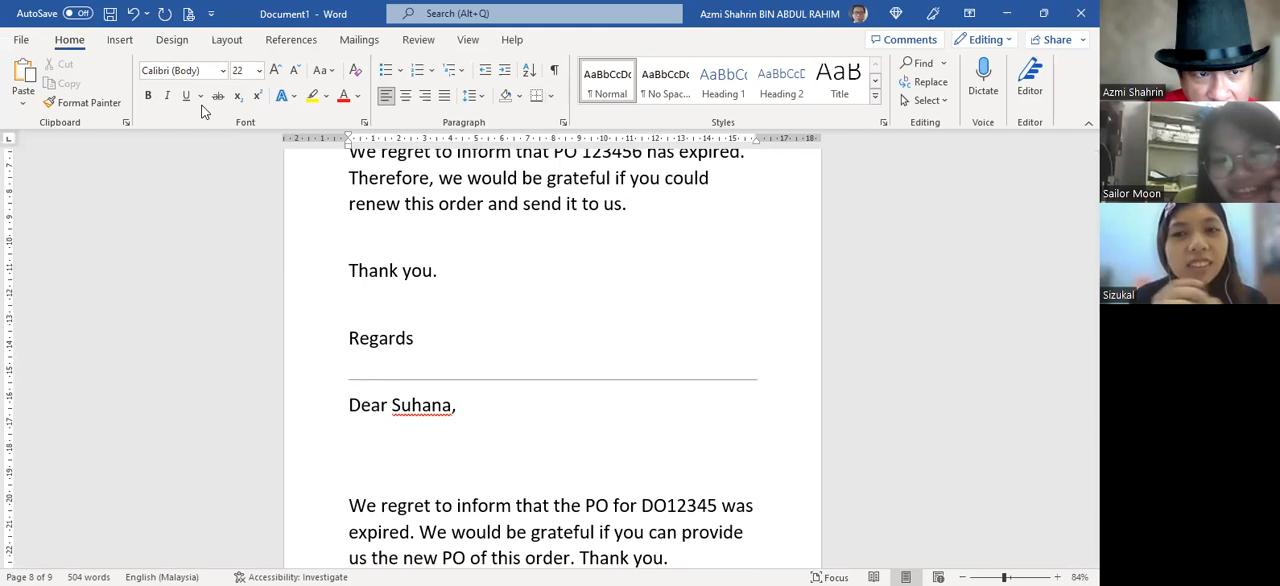 AutoSave Off Document1 - Word Search (Alt+Q) Azmi Shahrin BIN ABDUL RAHIM
File Home Insert Draw Design Layout References Mailings Review View Help Comments Editing Share
Paste Cut Copy Format Painter
Calibri (Body) 22
AaBbCcDc AaBbCcDc AaBbCc AaBbCcD AaB
¶ Normal ¶ No Spac... Heading 1 Heading 2 Title
Find Replace Select
Dictate Editor
Clipboard Font Paragraph Styles Editing Voice Editor
We regret to inform that PO 123456 has expired.
Therefore, we would be grateful if you could
renew this order and send it to us.
Thank you.
Regards
Dear Suhana,
We regret to inform that the PO for DO12345 was
expired. We would be grateful if you can provide
us the new PO of this order. Thank you.
Page 8 of 9 504 words English (Malaysia) Accessibility: Investigate Focus 84%
Azmi Shahrin
Sailor Moon
Sizukal